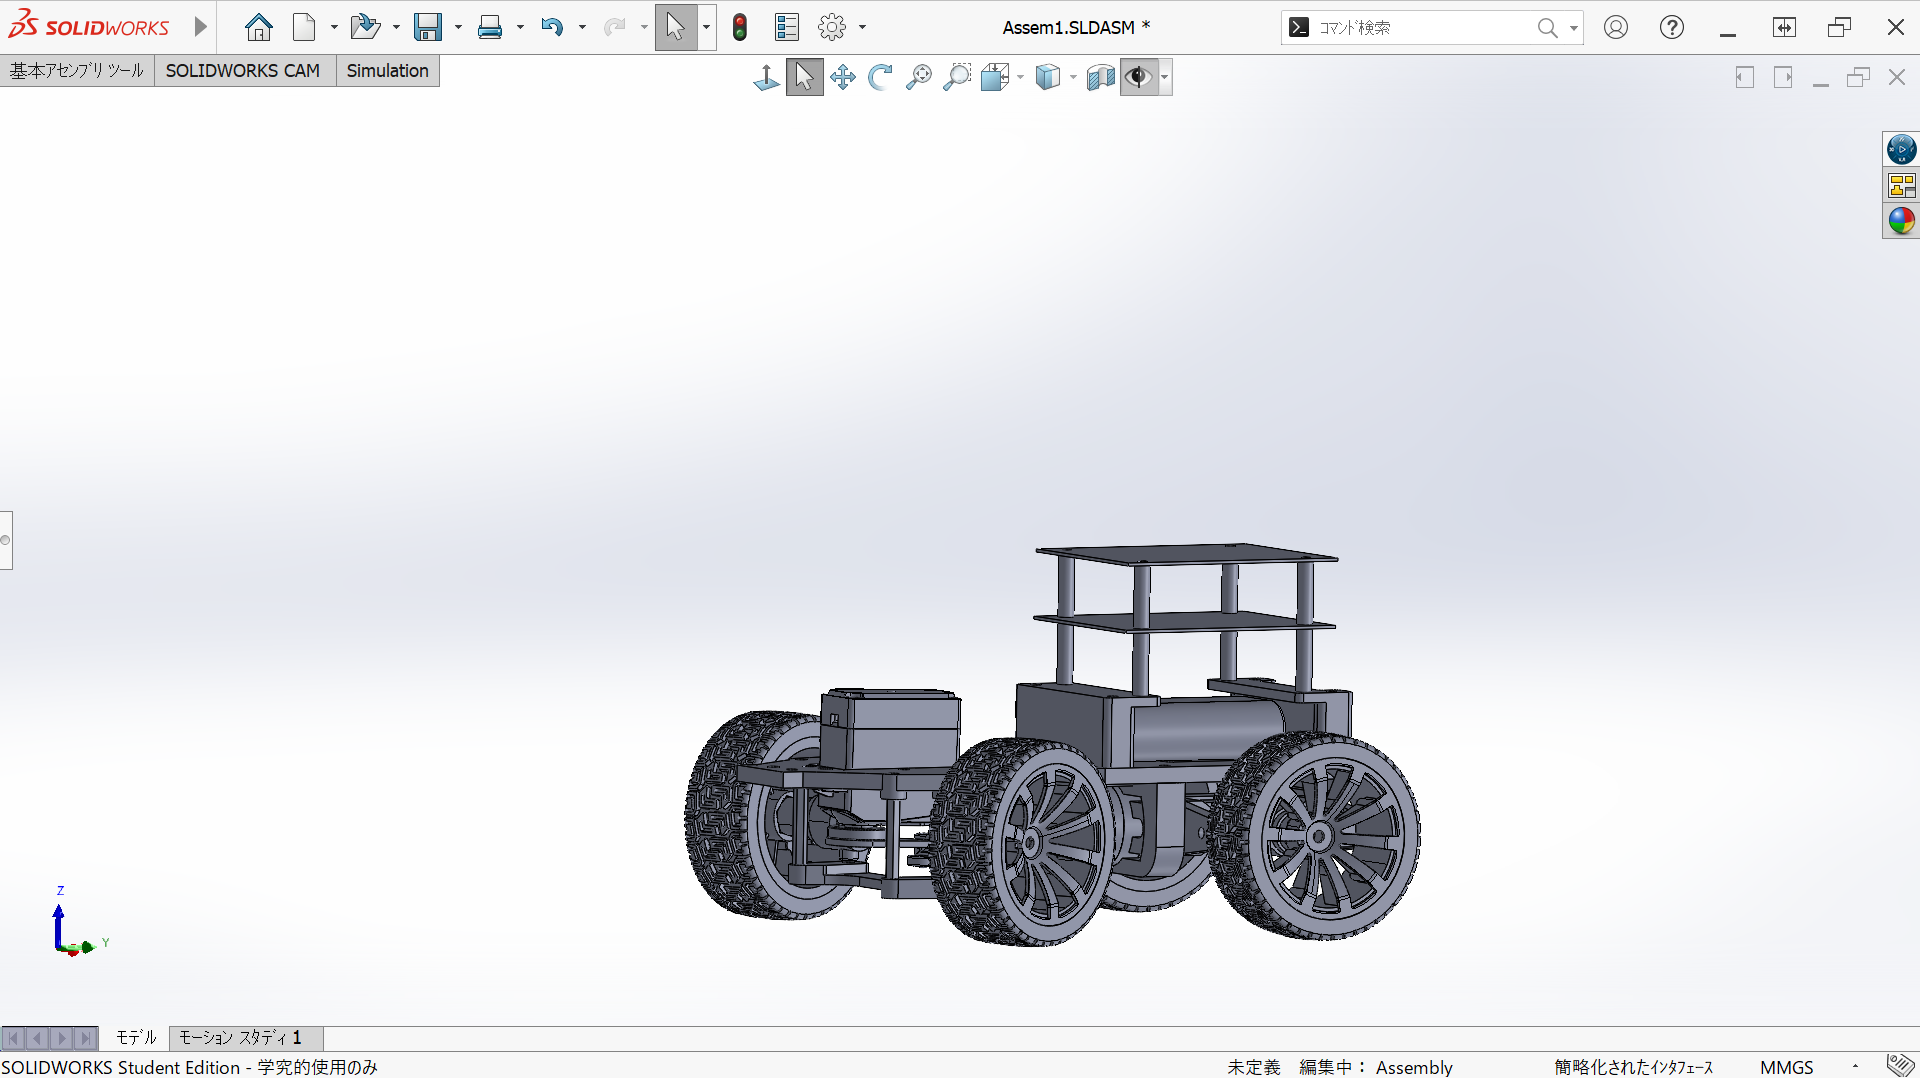 SOLIDWORKS
Assem1.SLDASM *
コマンド検索
基本アセンブリ ツール
SOLIDWORKS CAM
Simulation
Z
Y
モデル
モーション スタディ 1
SOLIDWORKS Student Edition - 学究的使用のみ
未定義
編集中： Assembly
簡略化されたインタフェース
MMGS